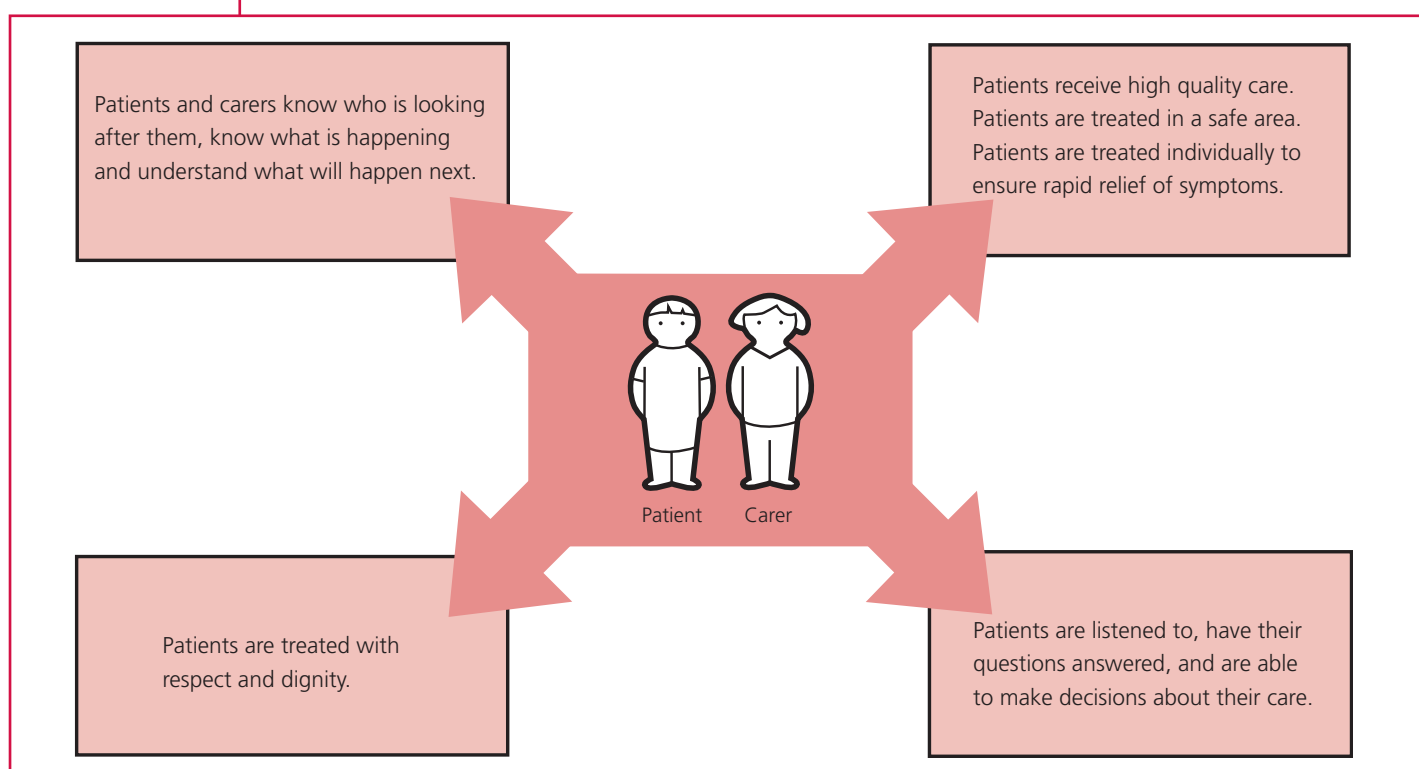 Patients and carers know who is looking
after them, know what is happening
and understand what will happen next.
Patients receive high quality care.
Patients are treated in a safe area.
Patients are treated individually to
ensure rapid relief of symptoms.
Patient Carer
Patients are treated with
respect and dignity.
Patients are listened to, have their
questions answered, and are able
to make decisions about their care.